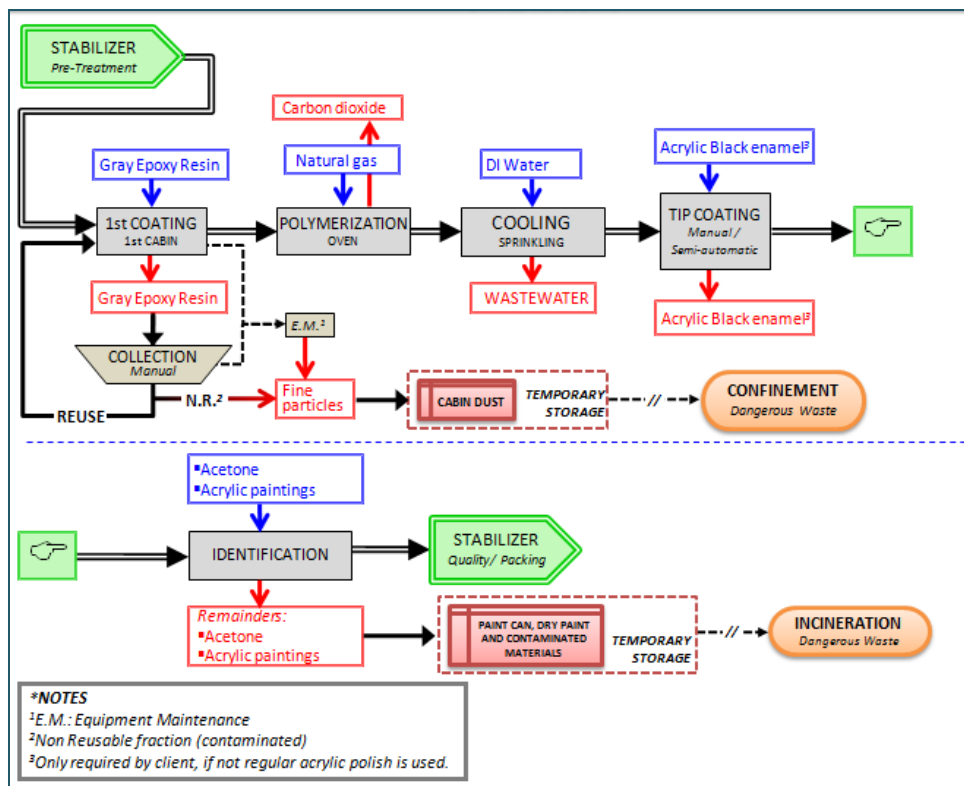 STABILIZER
Pre-Treatment
Carbon dioxide
Gray Epoxy Resin
Natural gas
DI Water
Acrylic Black enamel³
1st COATING
1st CABIN
POLYMERIZATION
OVEN
COOLING
SPRINKLING
TIP COATING
Manual /
Semi-automatic
Gray Epoxy Resin
WASTEWATER
Acrylic Black enamel³
E.M.¹
COLLECTION
Manual
REUSE
N.R.²
Fine
particles
CABIN DUST
TEMPORARY
STORAGE
//
CONFINEMENT
Dangerous Waste
▪Acetone
▪Acrylic paintings
IDENTIFICATION
STABILIZER
Quality/ Packing
Remainders:
▪Acetone
▪Acrylic paintings
PAINT CAN, DRY PAINT
AND CONTAMINATED
MATERIALS
TEMPORARY
STORAGE
//
INCINERATION
Dangerous Waste
*NOTES
¹E.M.: Equipment Maintenance
²Non Reusable fraction (contaminated)
³Only required by client, if not regular acrylic polish is used.